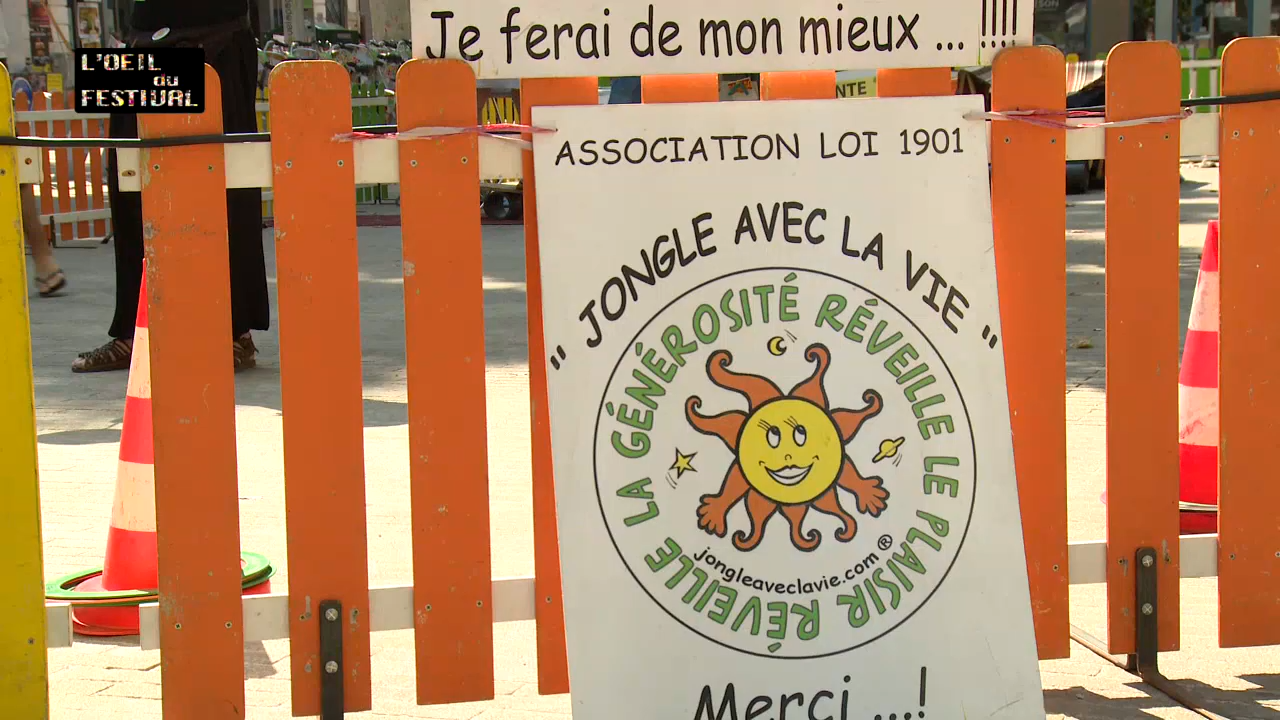 Je ferai de mon mieux ... !!!!
L'OEIL
du
FESTIVAL
NTE
ASSOCIATION LOI 1901
" JONGLE AVEC LA VIE "
LA GÉNÉROSITÉ RÉVEILLE LE PLAISIR RÉVEILLE
jongleaveclavie.com ®
Merci ...!